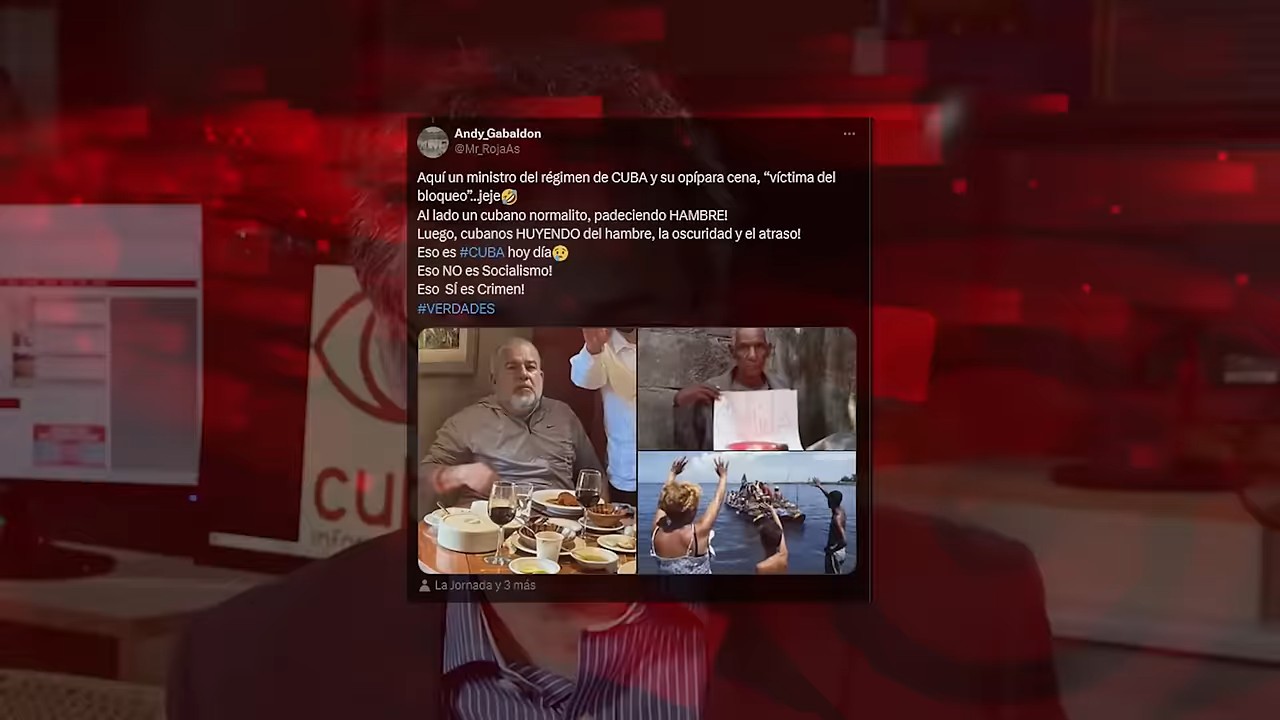 Andy_Gabaldon
@Mr_RojaAs
Aquí un ministro del régimen de CUBA y su opípara cena, “víctima del
bloqueo”...jeje🤣
Al lado un cubano normalito, padeciendo HAMBRE!
Luego, cubanos HUYENDO del hambre, la oscuridad y el atraso!
Eso es #CUBA hoy día😢
Eso NO es Socialismo!
Eso SÍ es Crimen!
#VERDADES
La Jornada y 3 más
cu
infor